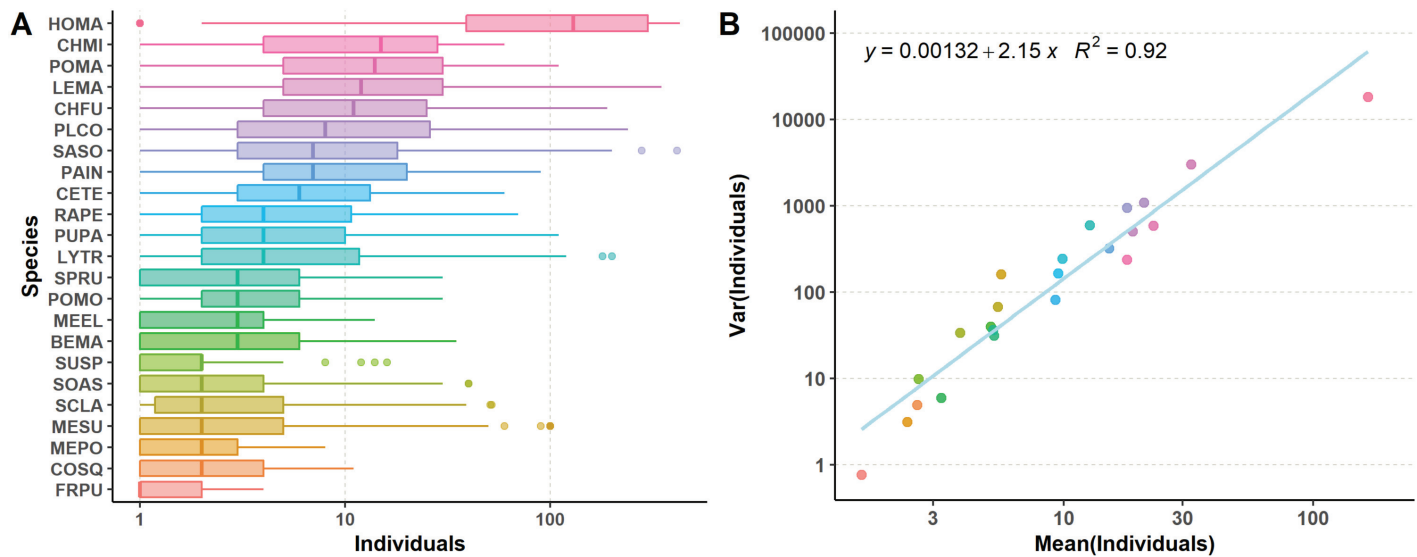 A
Species
HOMA
CHMI
POMA
LEMA
CHFU
PLCO
SASO
PAIN
CETE
RAPE
PUPA
LYTR
SPRU
POMO
MEEL
BEMA
SUSP
SOAS
SCLA
MESU
MEPO
COSQ
FRPU
1 10 100
Individuals
B
y = 0.00132 + 2.15 x R² = 0.92
Var(Individuals)
100000
10000
1000
100
10
1
3 10 30 100
Mean(Individuals)